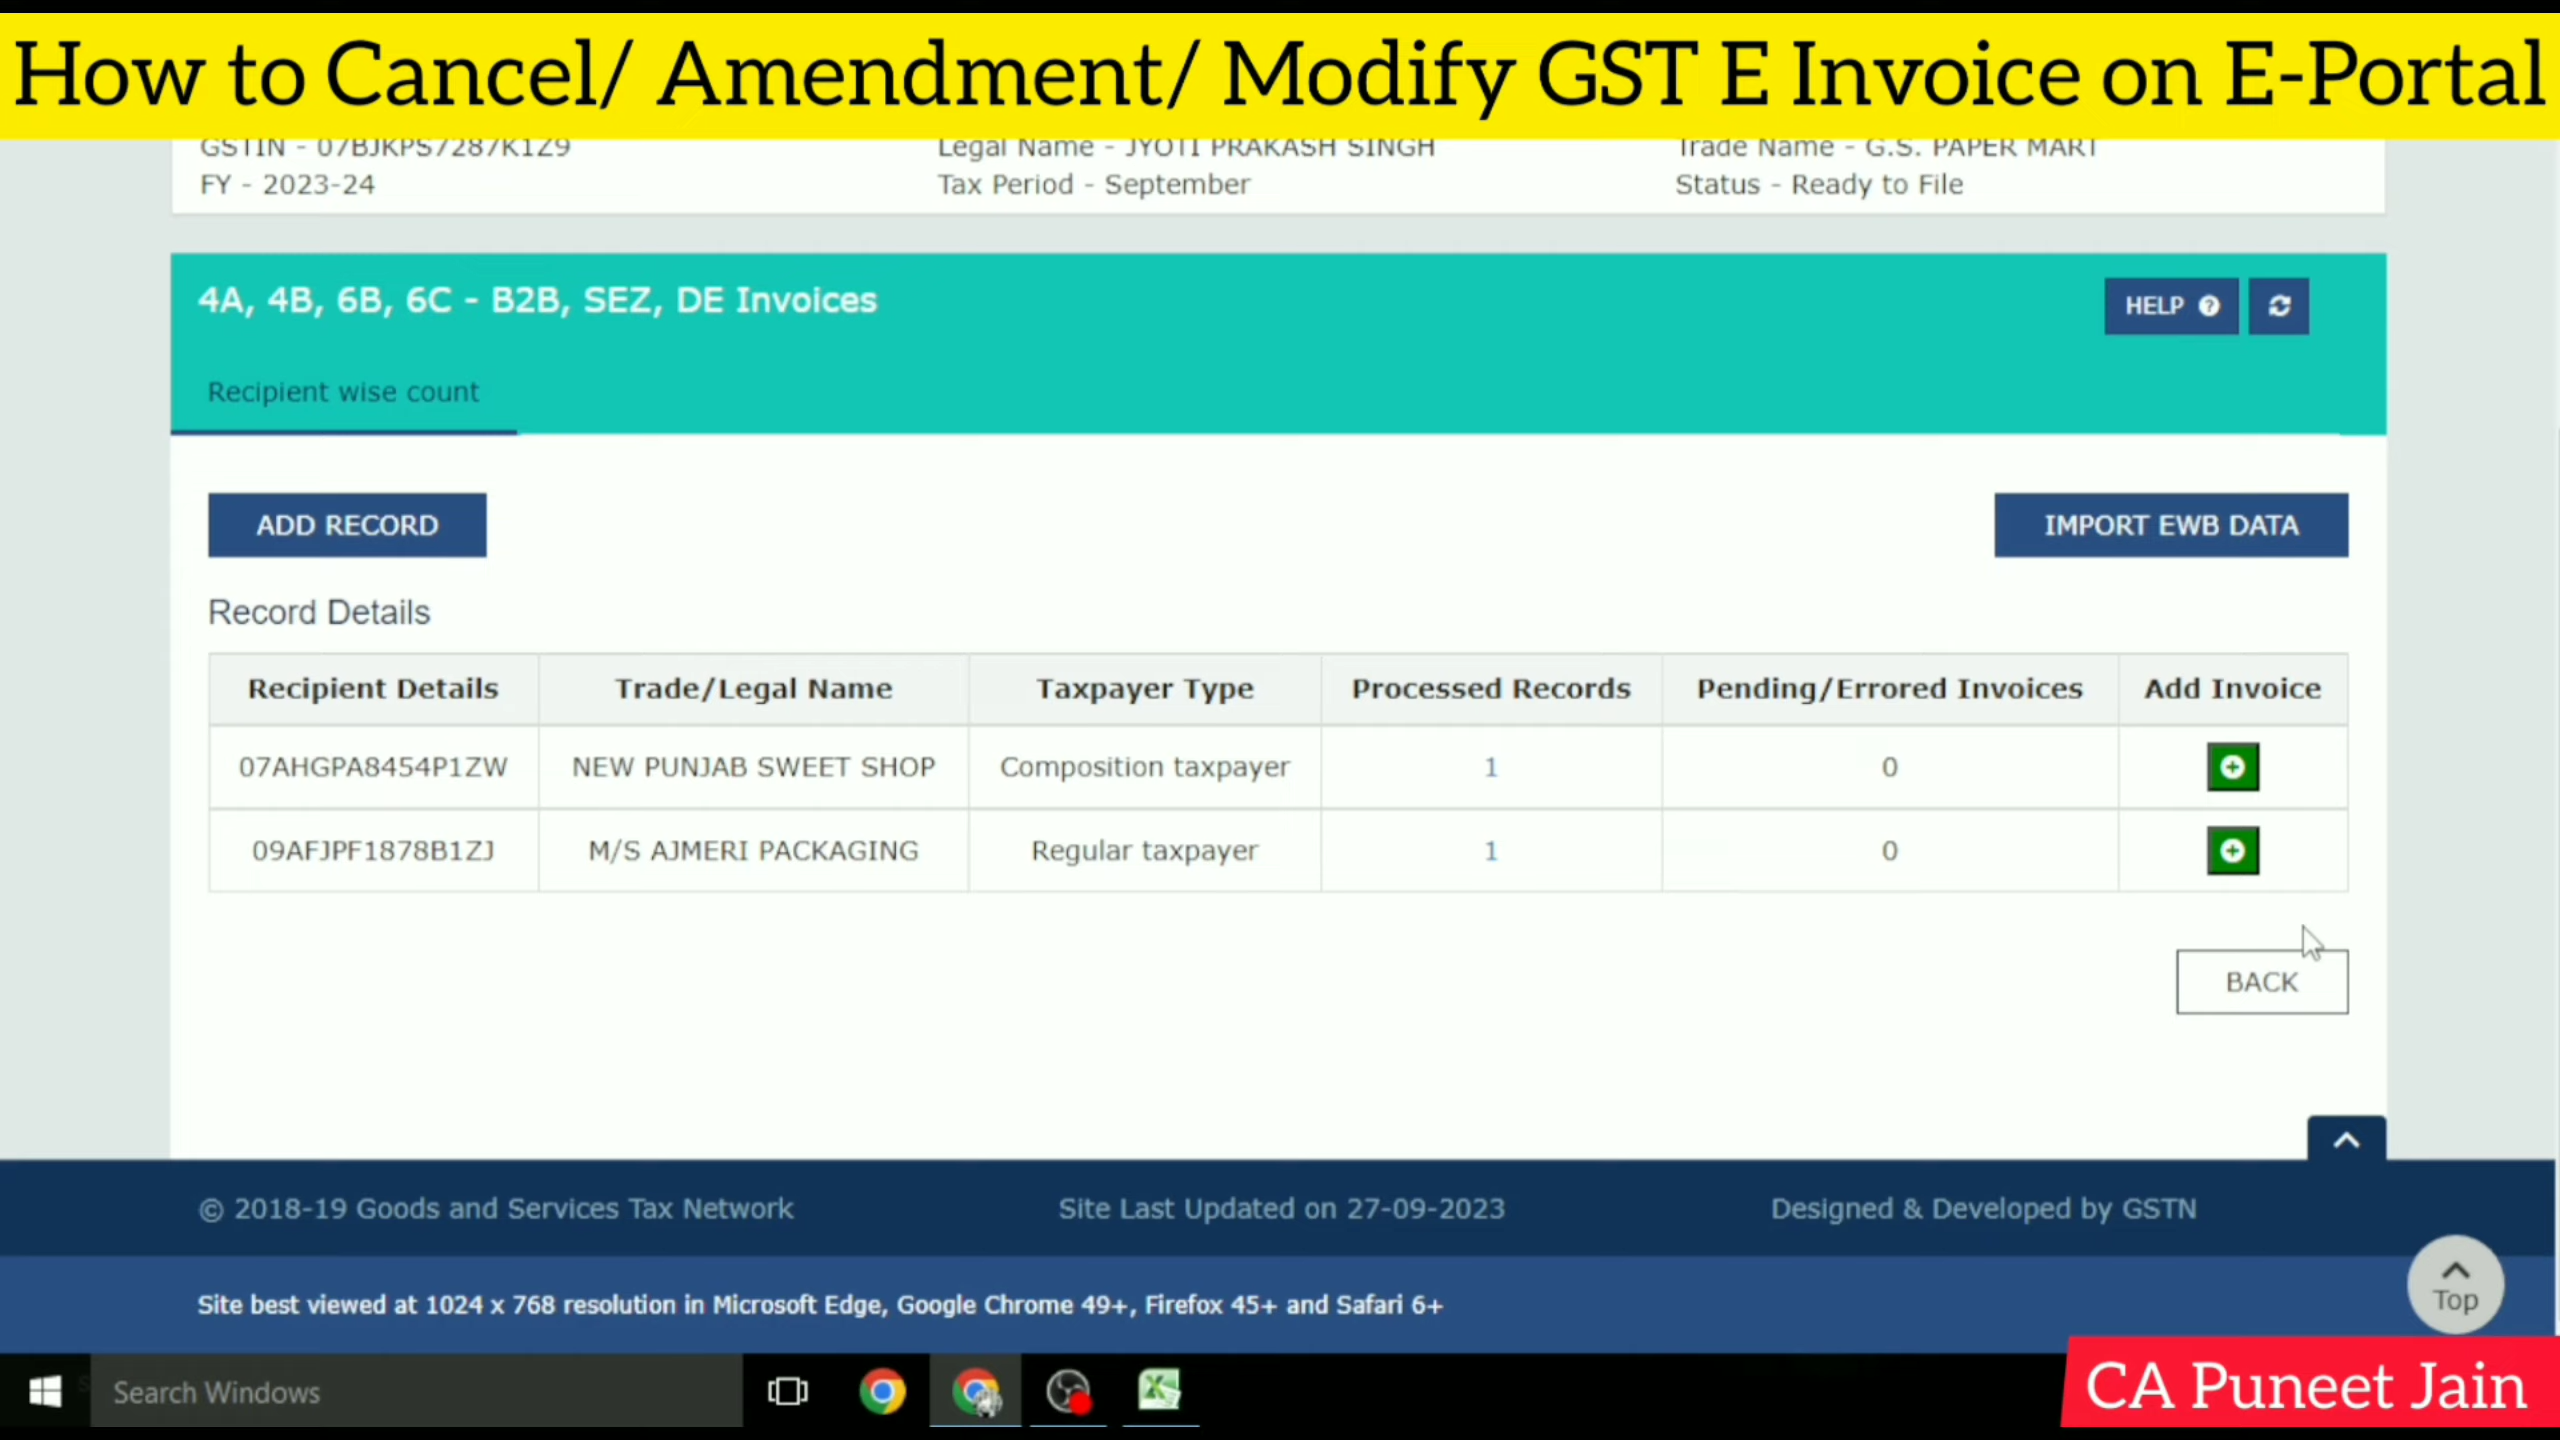 How to Cancel/ Amendment/ Modify GST E Invoice on E-Portal
GSTIN - 07BJKPS7287K1Z9 Legal Name - JYOTI PRAKASH SINGH Trade Name - G.S. PAPER MART
FY - 2023-24 Tax Period - September Status - Ready to File
4A, 4B, 6B, 6C - B2B, SEZ, DE Invoices HELP
Recipient wise count
ADD RECORD IMPORT EWB DATA
Record Details
Recipient Details Trade/Legal Name Taxpayer Type Processed Records Pending/Errored Invoices Add Invoice
07AHGPA8454P1ZW NEW PUNJAB SWEET SHOP Composition taxpayer 1 0
09AFJPF1878B1ZJ M/S AJMERI PACKAGING Regular taxpayer 1 0
BACK
© 2018-19 Goods and Services Tax Network Site Last Updated on 27-09-2023 Designed & Developed by GSTN
Top
Site best viewed at 1024 x 768 resolution in Microsoft Edge, Google Chrome 49+, Firefox 45+ and Safari 6+
Search Windows
CA Puneet Jain